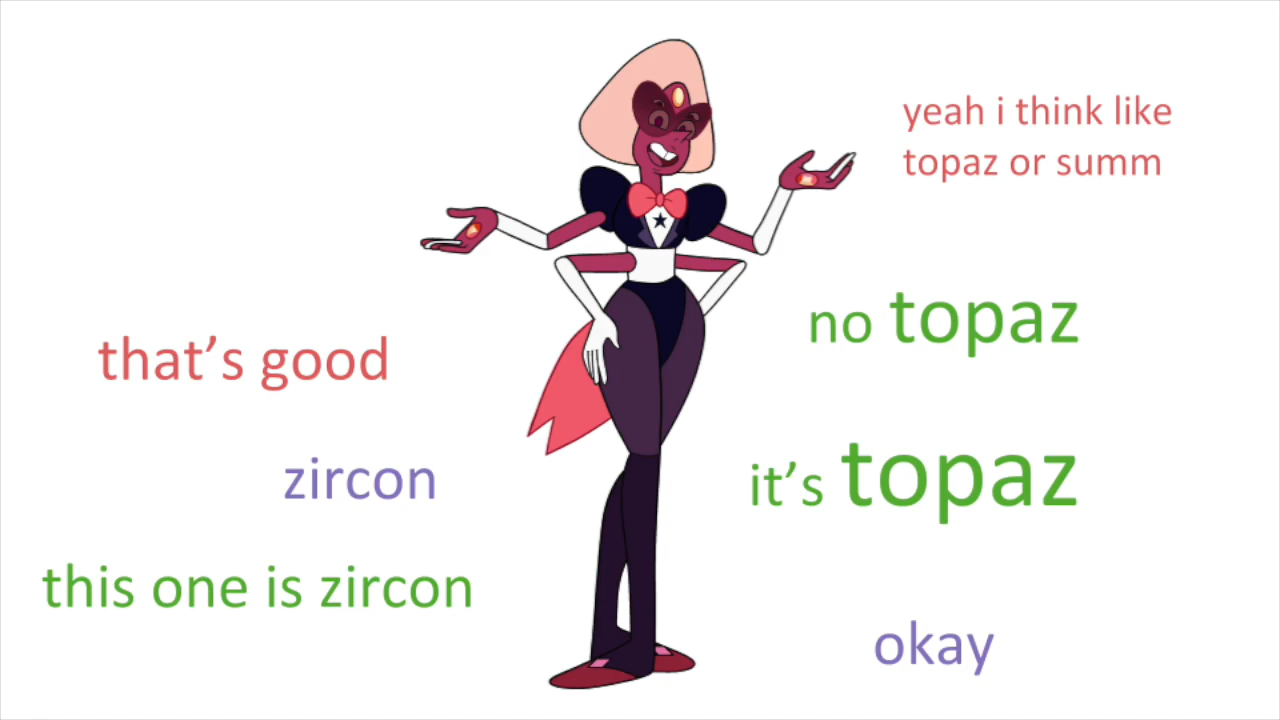 that's good
zircon
this one is zircon
yeah i think like
topaz or summ
no topaz
it's topaz
okay